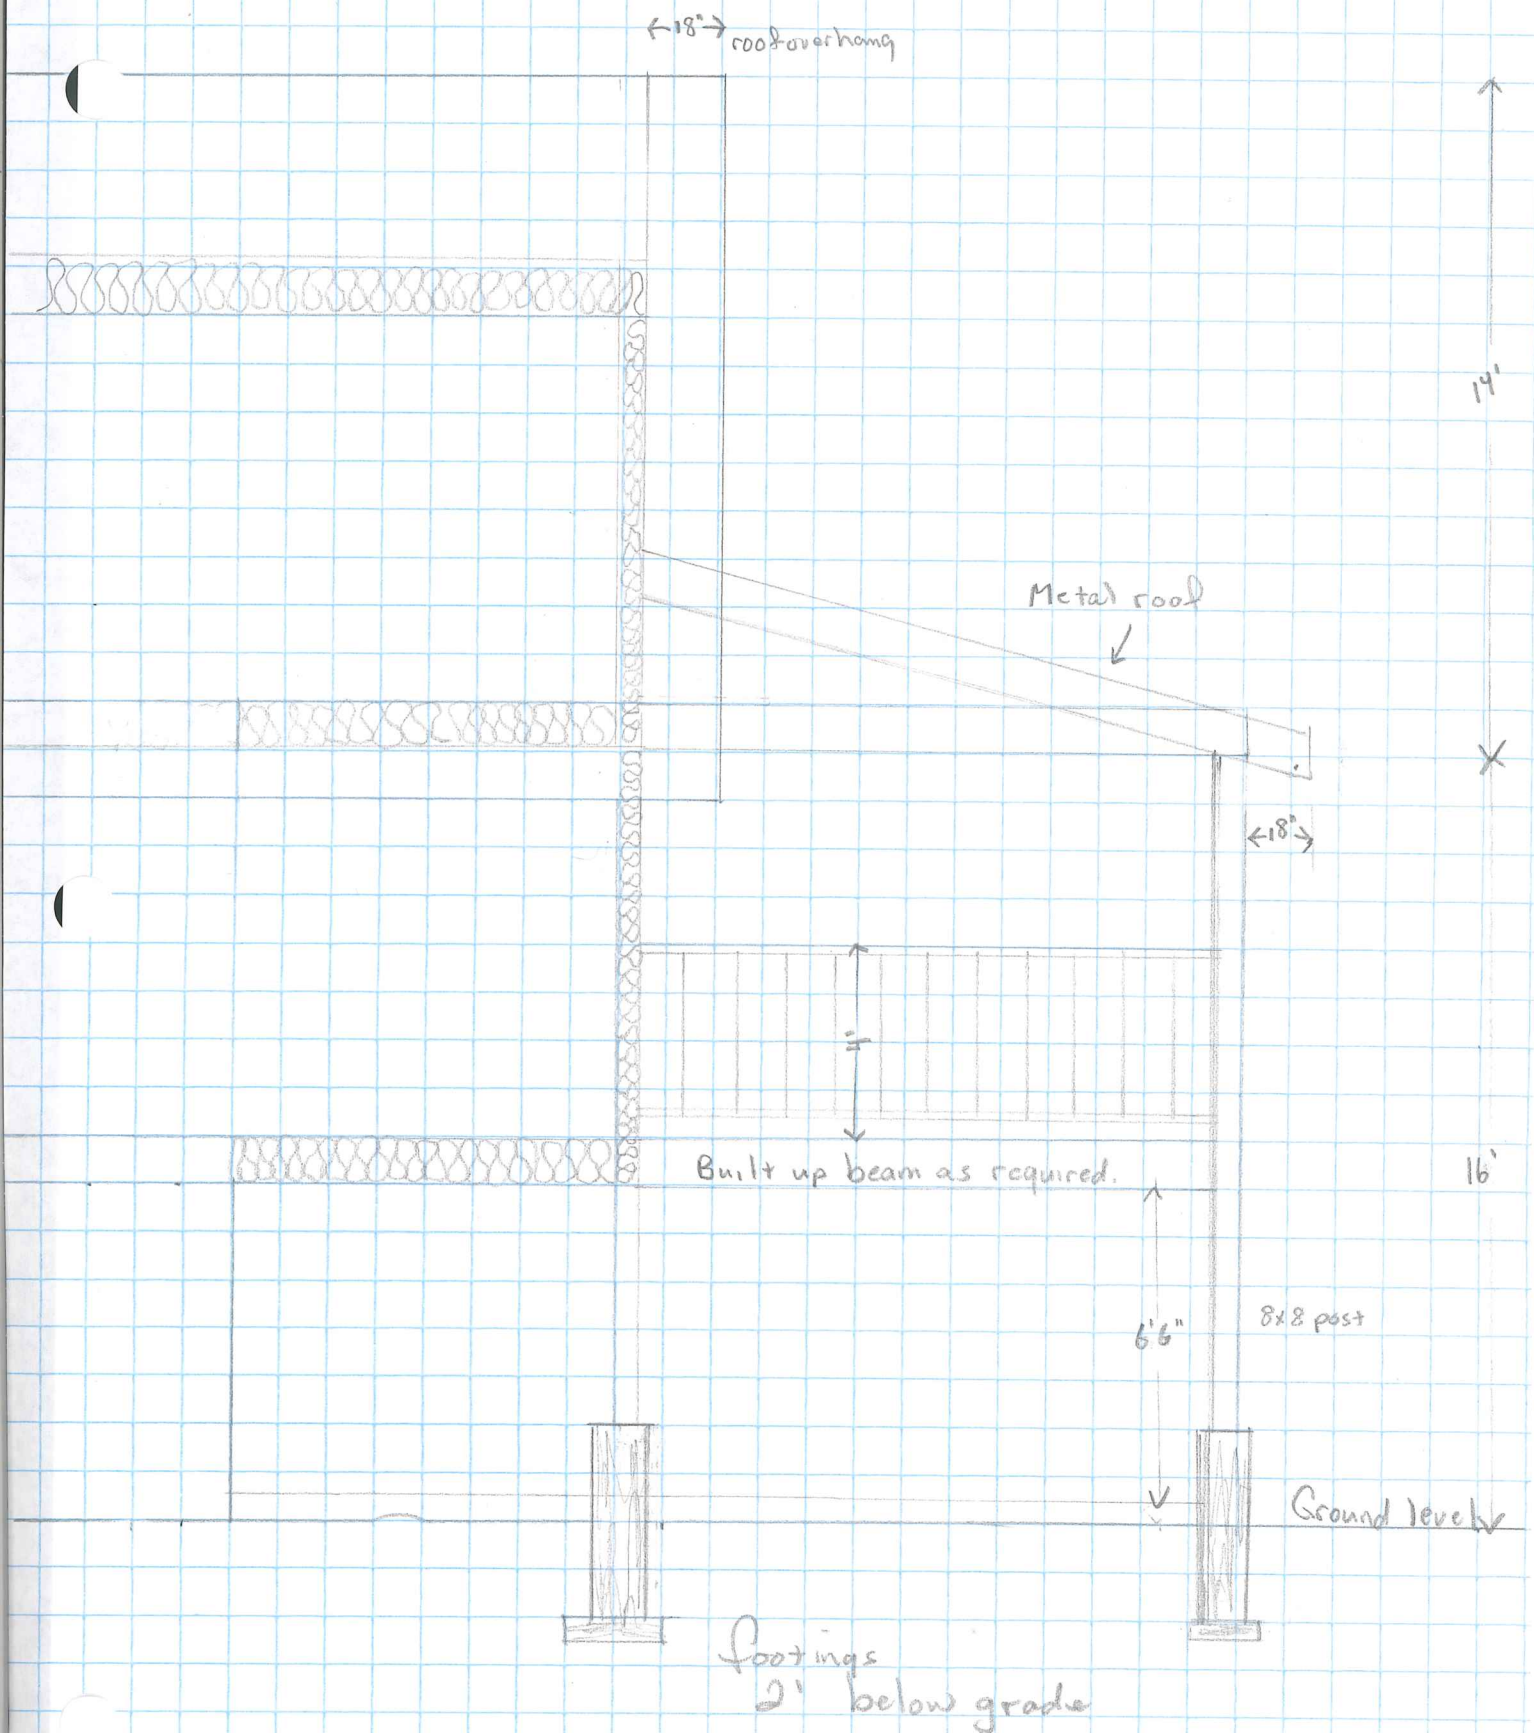 18"
roof overhang
14'
Metal roof
18"
4'
Built up beam as required.
16'
6'6"
8x8 post
Ground level
footings
2' below grade